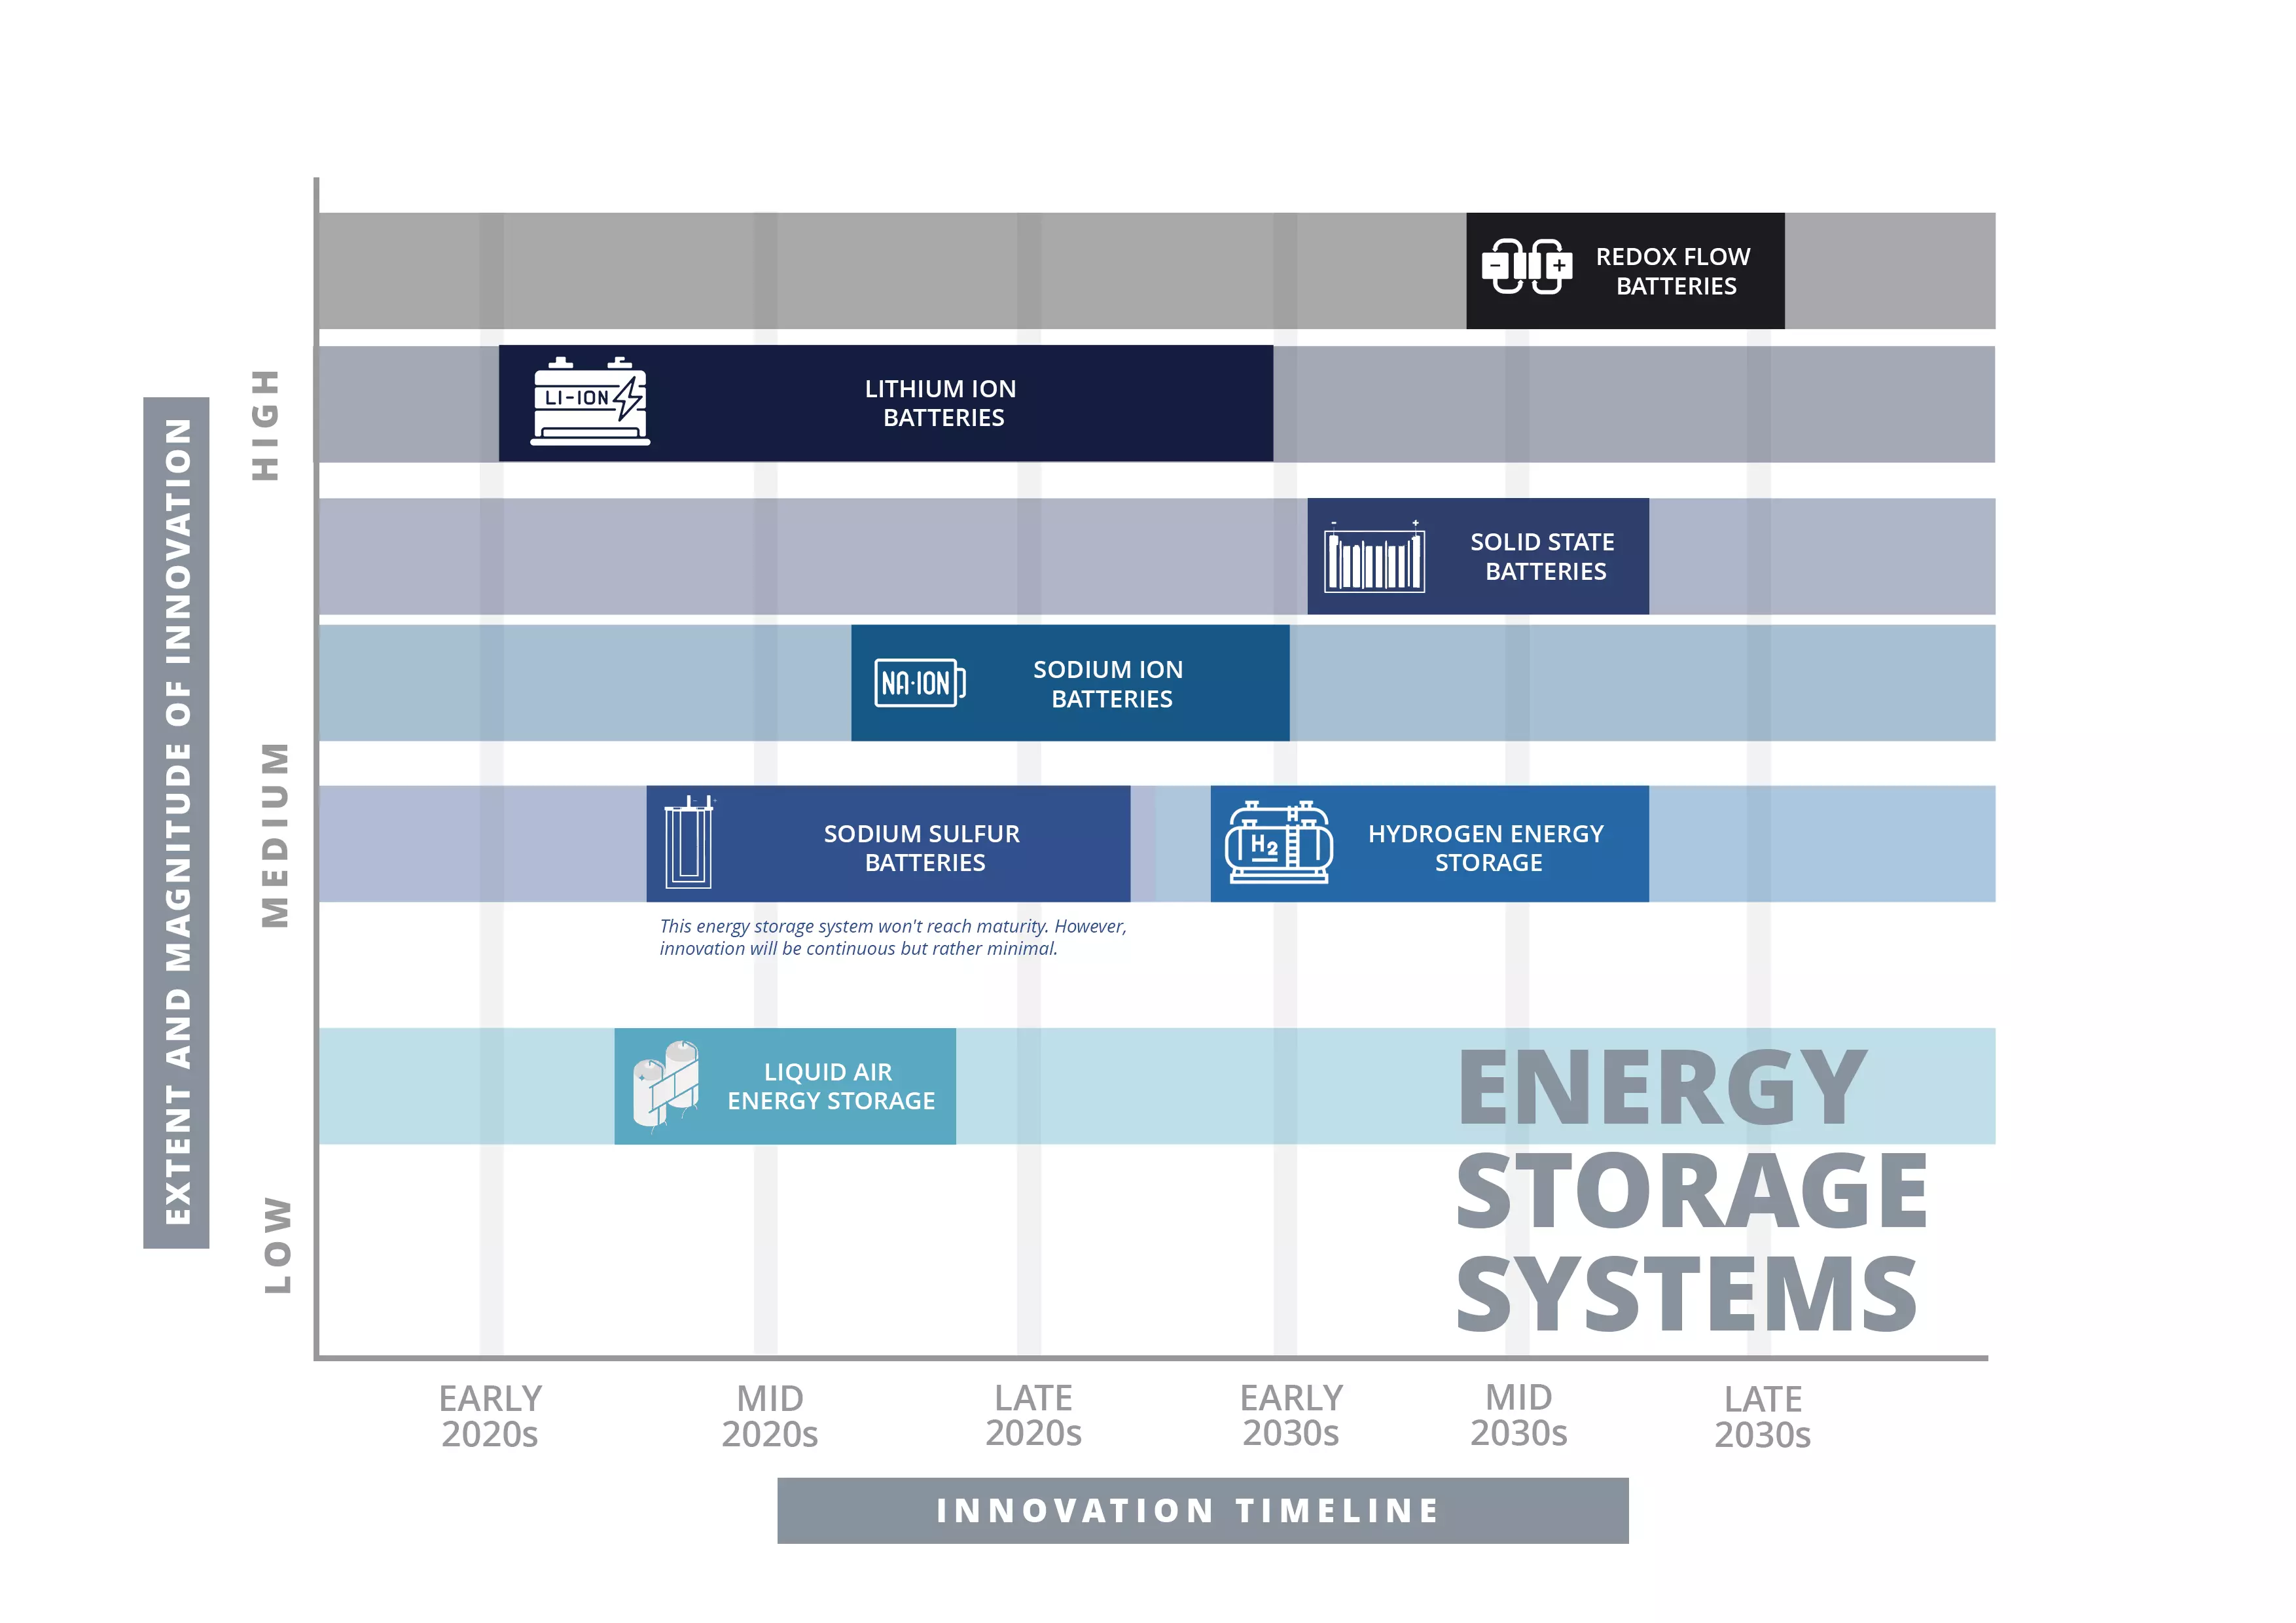 REDOX FLOW
BATTERIES
- +
HIGH
LI-ION
LITHIUM ION
BATTERIES
- +
SOLID STATE
BATTERIES
NA·ION
SODIUM ION
BATTERIES
EXTENT AND MAGNITUDE OF INNOVATION
MEDIUM
- +
SODIUM SULFUR
BATTERIES
H
H2
HYDROGEN ENERGY
STORAGE
This energy storage system won't reach maturity. However,
innovation will be continuous but rather minimal.
LIQUID AIR
ENERGY STORAGE
LOW
ENERGY
STORAGE
SYSTEMS
EARLY
2020s
MID
2020s
LATE
2020s
EARLY
2030s
MID
2030s
LATE
2030s
INNOVATION TIMELINE